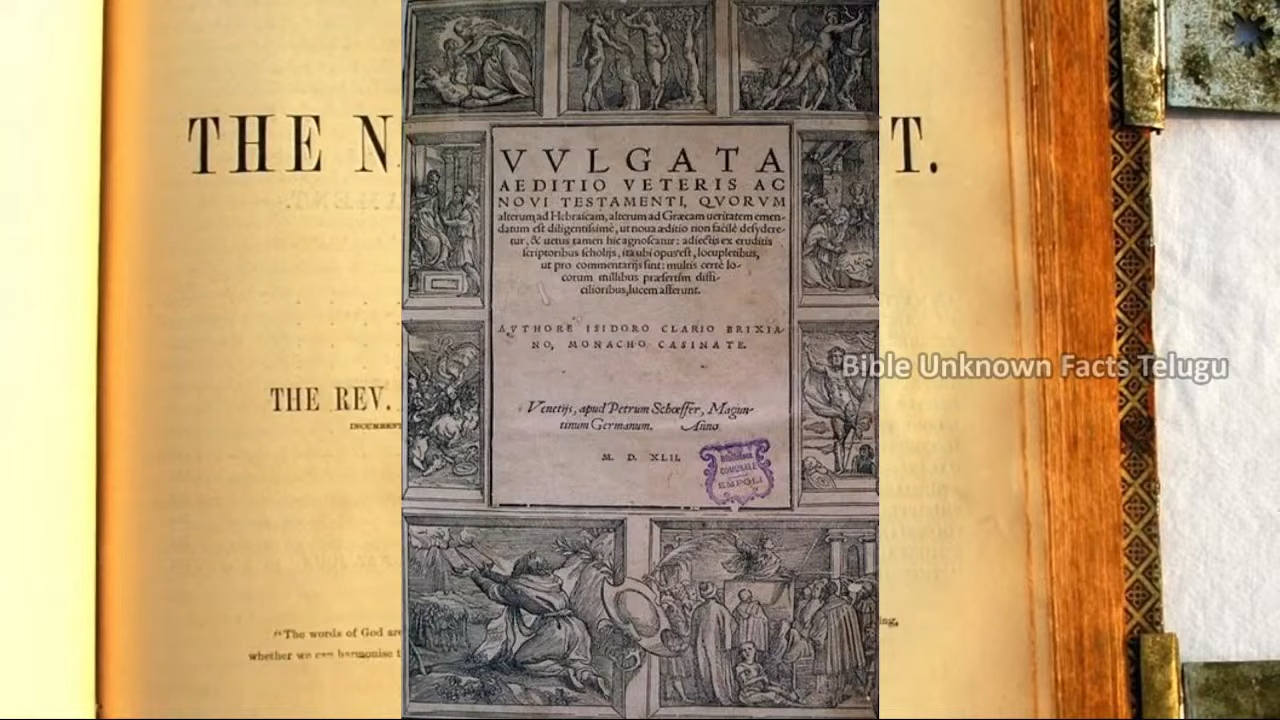 THE N
T.
THE REV.
INCUMBENT
"The words of God are
whether we can harmonise t
ing,
VVLGATA
AEDITIO VETERIS AC
NOVI TESTAMENTI, QVORVM
alterum ad Hebraicam, alterum ad Græcam ueritatem emen-
datum est diligentissimè, ut noua æditio non facilè desydere-
tur, & uetus tamen hic agnoscatur: adiectis ex eruditis
scriptoribus scholijs, ita ubi opus est, locupletibus,
ut pro commentarijs sint: multis certè lo-
corum millibus præsertim diffi-
cilioribus, lucem afferunt.
AVTHORE ISIDORO CLARIO BRIXIA-
NO, MONACHO CASINATE.
Venetijs, apud Petrum Schœffer, Magun-
tinum Germanum. Anno
M. D. XLII.
Biblioteca
COMUNALE
EMPOLI
Bible Unknown Facts Telugu